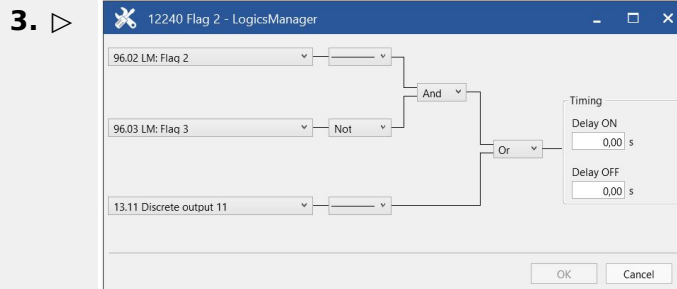 3.
12240 Flag 2 - LogicsManager
96.02 LM: Flag 2
And
Timing
Delay ON
96.03 LM: Flag 3
Not
0,00 s
Or
Delay OFF
0,00 s
13.11 Discrete output 11
OK
Cancel